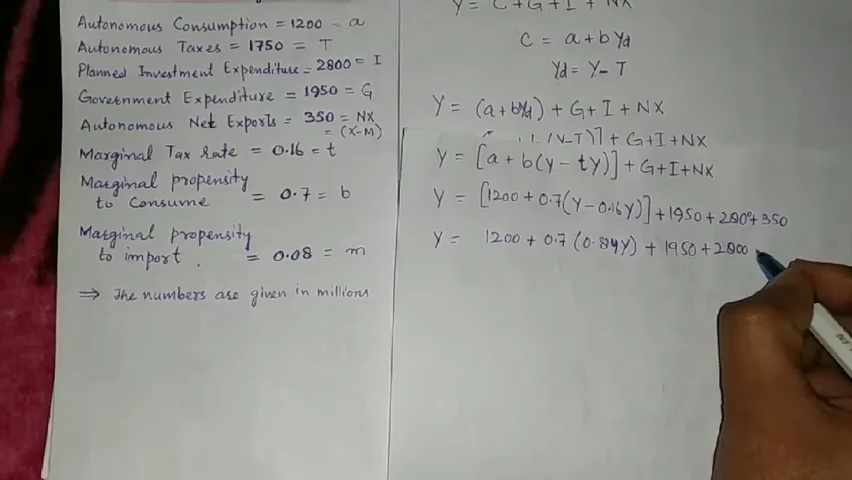 Autonomous Consumption = 1200 = a
Autonomous Taxes = 1750 = T
Planned Investment Expenditure = 2800 = I
Government Expenditure = 1950 = G
Autonomous Net Exports = 350 = NX
= (X-M)
Marginal Tax Rate = 0.16 = t
Marginal propensity
to Consume = 0.7 = b
Marginal propensity
to import . = 0.08 = m
⇒ The numbers are given in millions
Y = C + G + I + NX
C = a + b Yd
Yd = Y - T
Y = (a + bYd) + G + I + NX
(Y-T)] + G+I+NX
Y = [a + b(Y - tY)] + G+I+NX
Y = [1200 + 0.7(Y - 0.16Y)] + 1950 + 2800 + 350
Y = 1200 + 0.7 (0.84Y) + 1950 + 2800